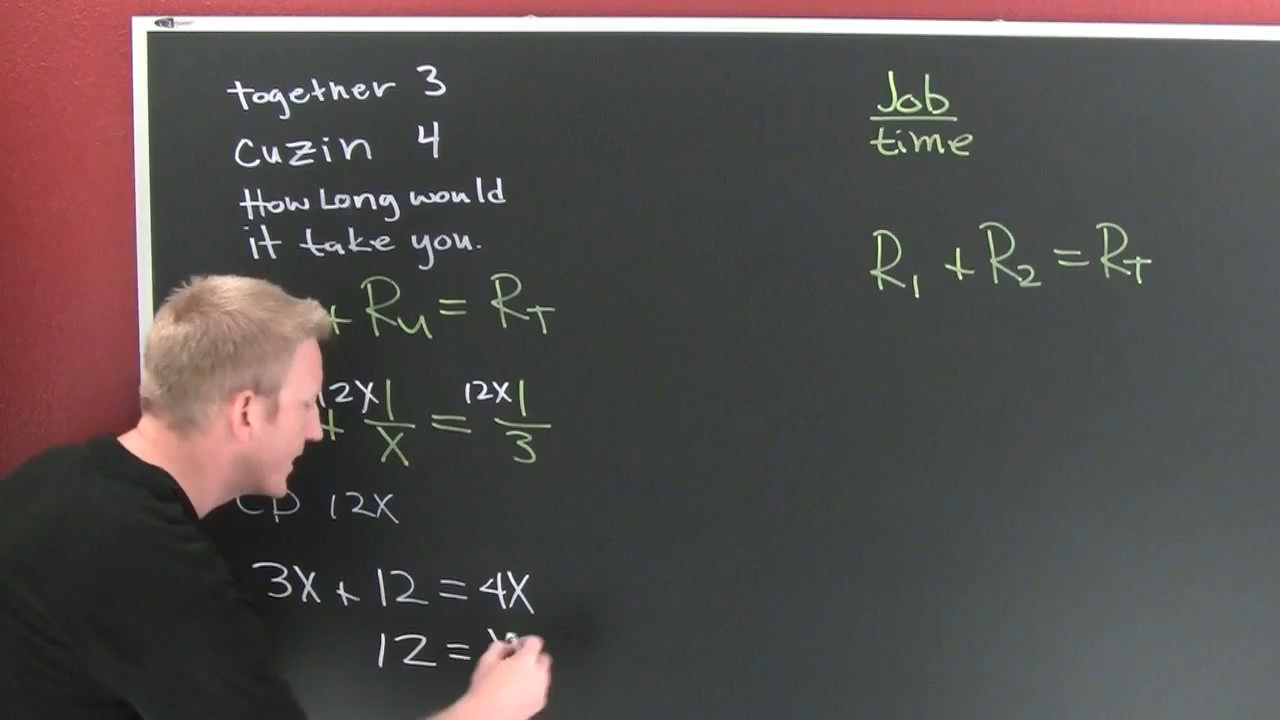 together 3
cuzin 4
How Long would
it take you.
+ Ru = RT
12X 1 12X 1
+ — = —
X 3
12X
3X + 12 = 4X
12 =
Job
time
R1 + R2 = RT